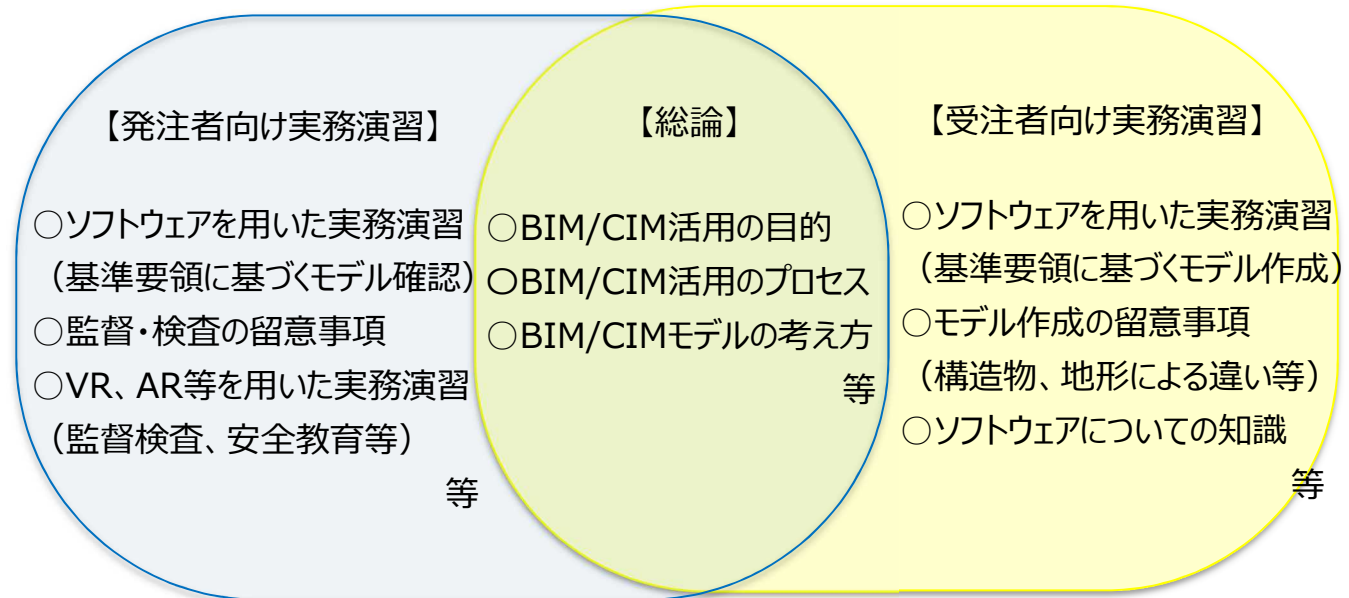 【発注者向け実務演習】
○ソフトウェアを用いた実務演習
（基準要領に基づくモデル確認）
○監督・検査の留意事項
○VR、AR等を用いた実務演習
（監督検査、安全教育等）
等
【総論】
○BIM/CIM活用の目的
○BIM/CIM活用のプロセス
○BIM/CIMモデルの考え方
等
【受注者向け実務演習】
○ソフトウェアを用いた実務演習
（基準要領に基づくモデル作成）
○モデル作成の留意事項
（構造物、地形による違い等）
○ソフトウェアについての知識
等